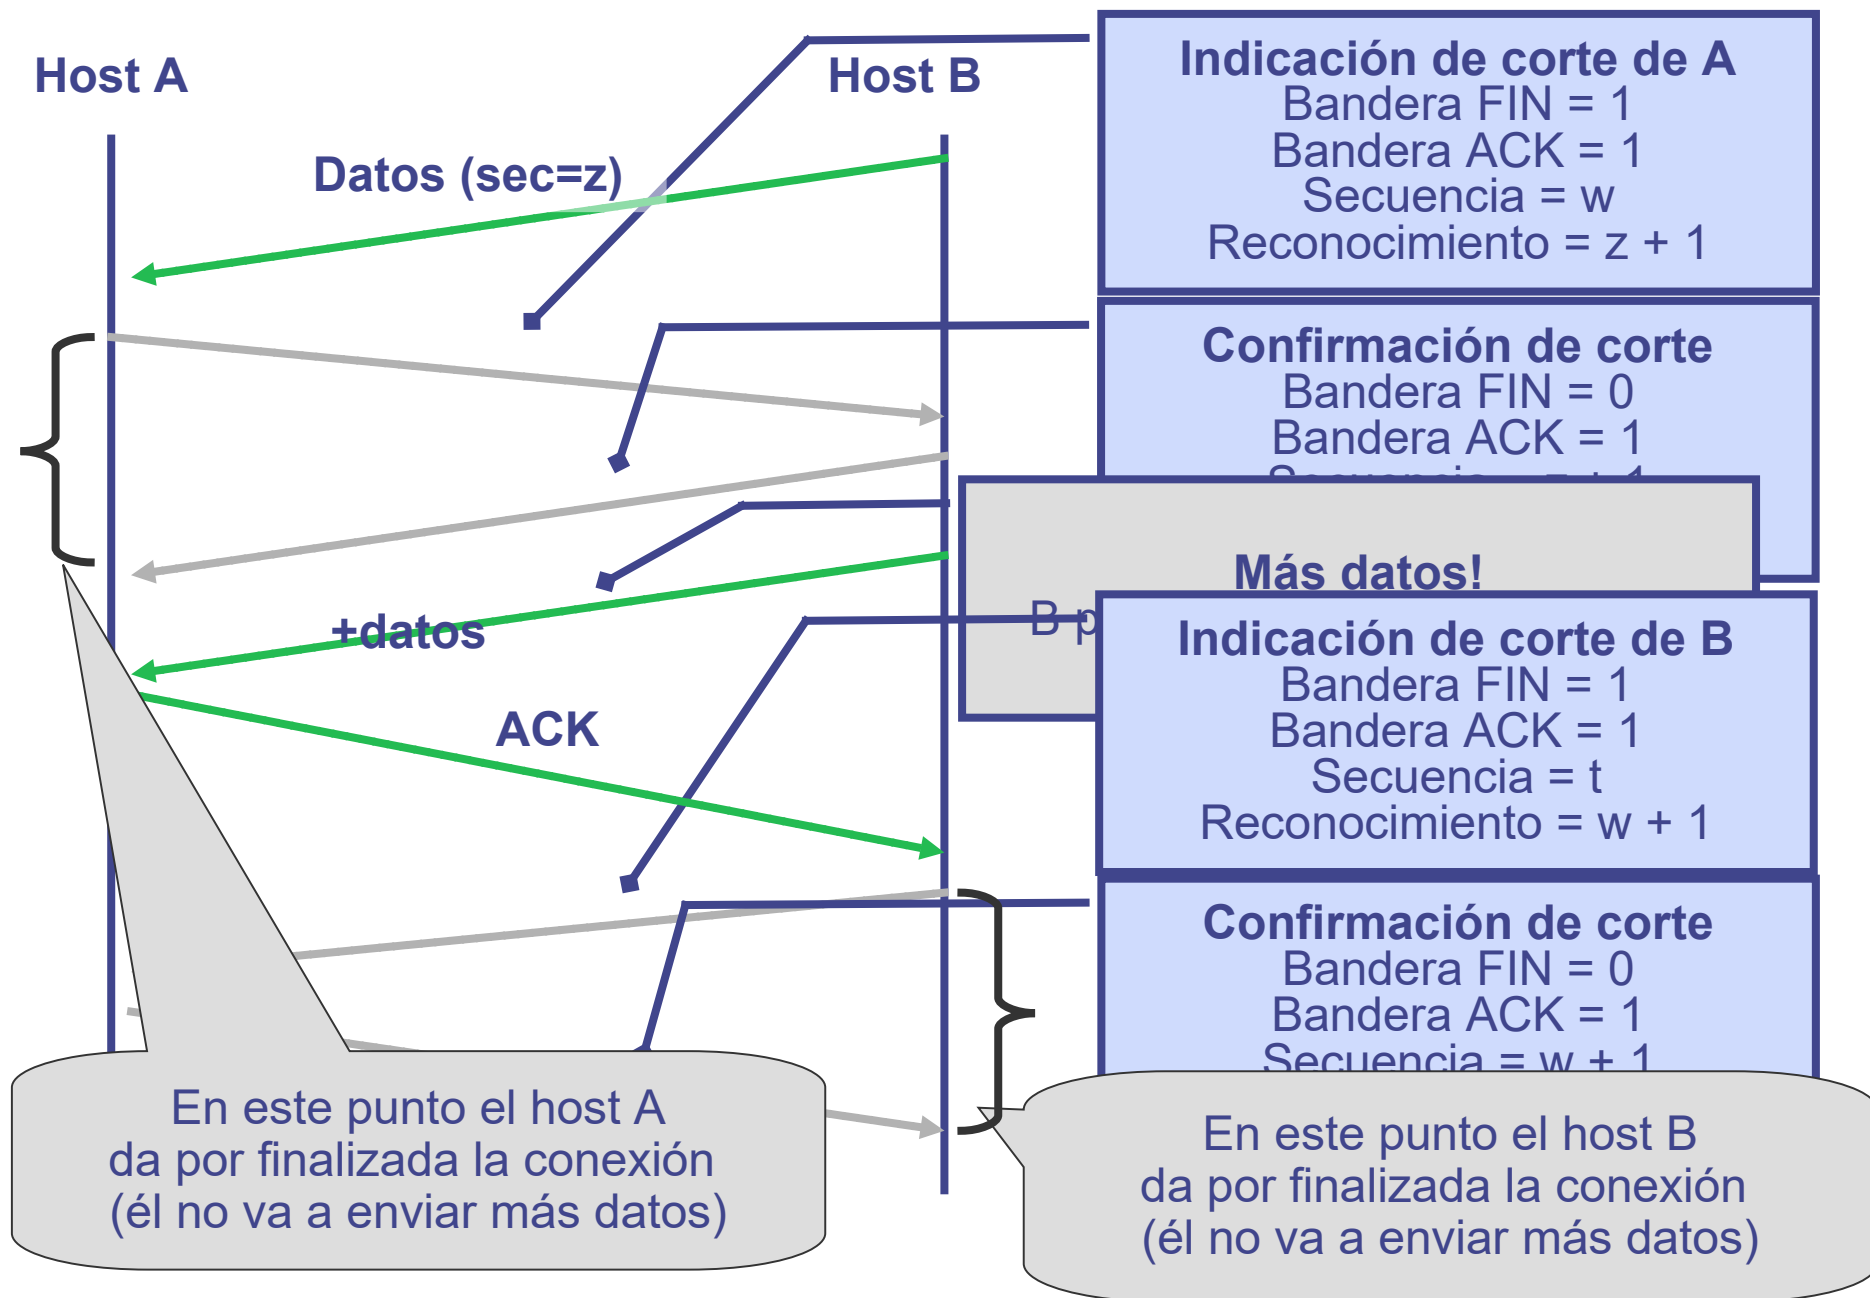 Host A
Host B
Datos (sec=z)
+datos
ACK
Indicación de corte de A
Bandera FIN = 1
Bandera ACK = 1
Secuencia = w
Reconocimiento = z + 1
Confirmación de corte
Bandera FIN = 0
Bandera ACK = 1
Secuencia = z + 1
Más datos!
B
Indicación de corte de B
Bandera FIN = 1
Bandera ACK = 1
Secuencia = t
Reconocimiento = w + 1
Confirmación de corte
Bandera FIN = 0
Bandera ACK = 1
Secuencia = w + 1
En este punto el host A
da por finalizada la conexión
(él no va a enviar más datos)
En este punto el host B
da por finalizada la conexión
(él no va a enviar más datos)